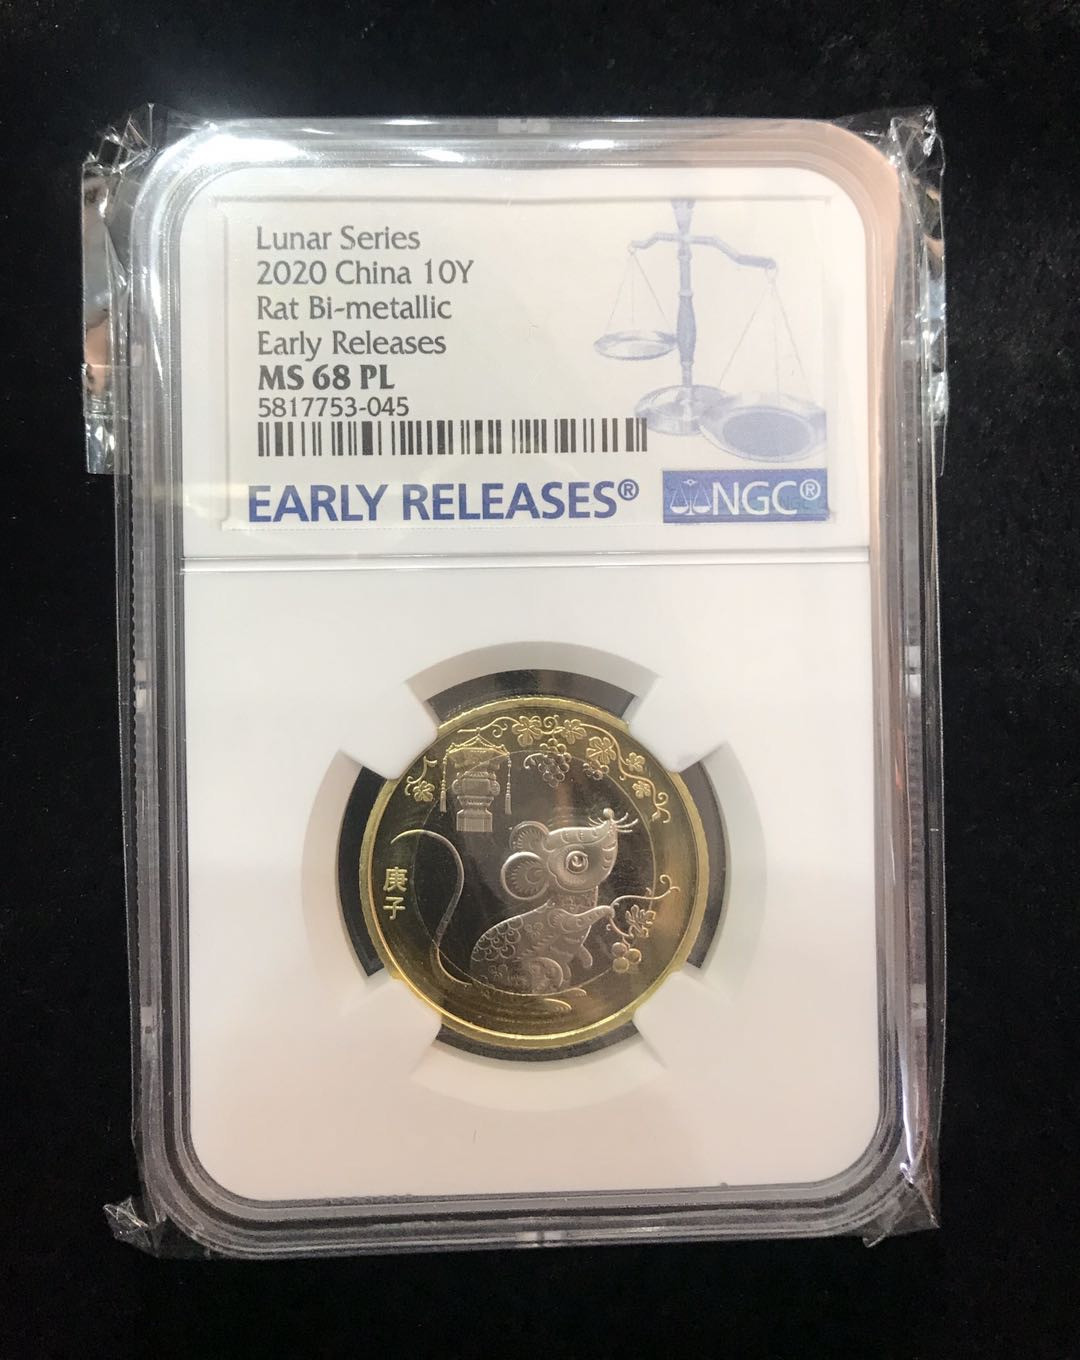 Lunar Series
2020 China 10Y
Rat Bi-metallic
Early Releases
MS 68 PL
5817753-045
EARLY RELEASES®
NGC®
庚子